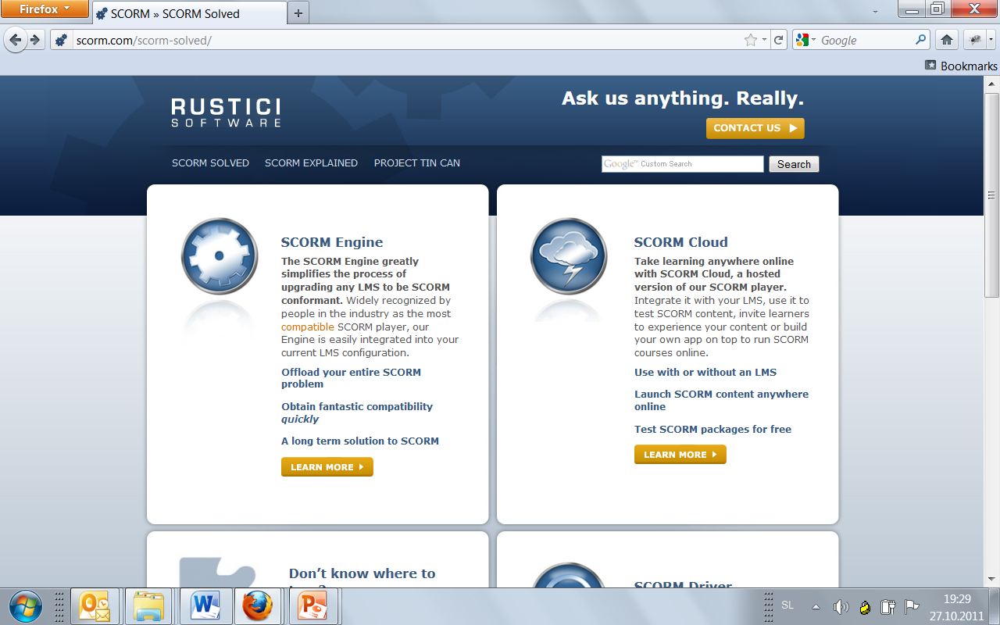 Firefox
SCORM » SCORM Solved
scorm.com/scorm-solved/
Google
Bookmarks
RUSTICI
SOFTWARE
Ask us anything. Really.
CONTACT US
SCORM SOLVED SCORM EXPLAINED PROJECT TIN CAN
Google™ Custom Search
Search
SCORM Engine
The SCORM Engine greatly
simplifies the process of
upgrading any LMS to be SCORM
conformant. Widely recognized by
people in the industry as the most
compatible SCORM player, our
Engine is easily integrated into your
current LMS configuration.
Offload your entire SCORM
problem
Obtain fantastic compatibility
quickly
A long term solution to SCORM
LEARN MORE
SCORM Cloud
Take learning anywhere online
with SCORM Cloud, a hosted
version of our SCORM player.
Integrate it with your LMS, use it to
test SCORM content, invite learners
to experience your content or build
your own app on top to run SCORM
courses online.
Use with or without an LMS
Launch SCORM content anywhere
online
Test SCORM packages for free
LEARN MORE
Don’t know where to
SCORM Driver
SL
19:29
27.10.2011